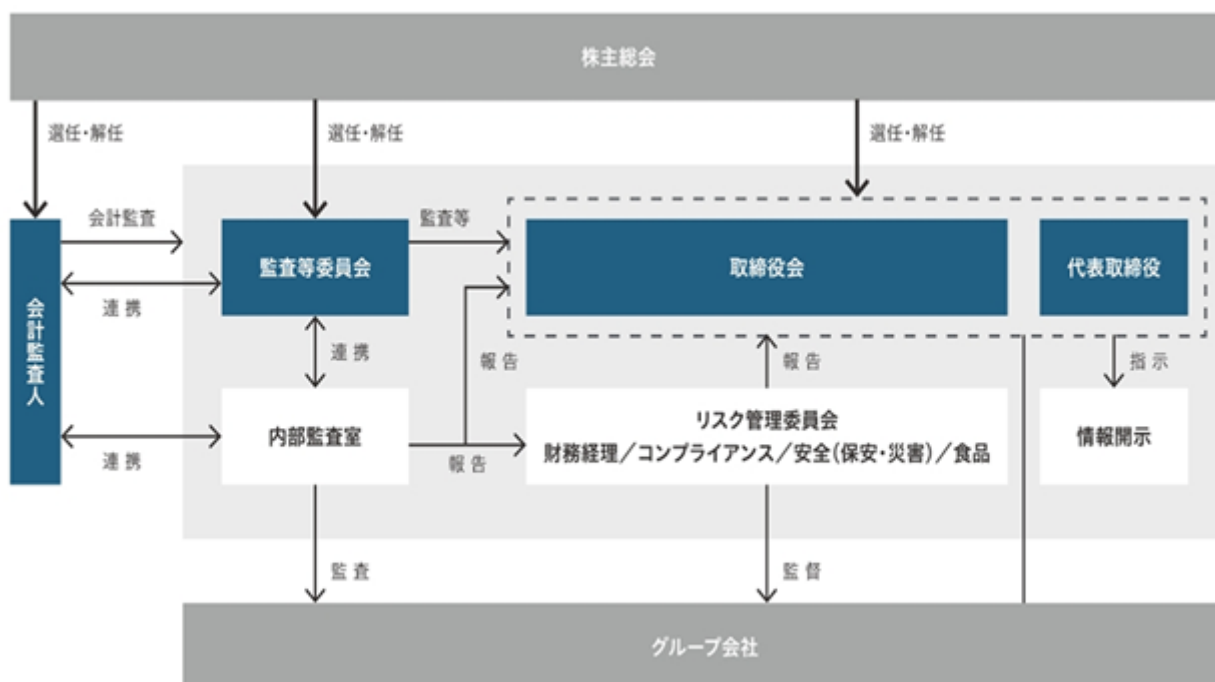 株主総会
選任・解任
選任・解任
選任・解任
会計監査
監査等
監査等委員会
取締役会
代表取締役
連携
会計監査人
連携
報告
報告
指示
内部監査室
リスク管理委員会
財務経理／コンプライアンス／安全(保安・災害)／食品
情報開示
連携
報告
監査
監督
グループ会社